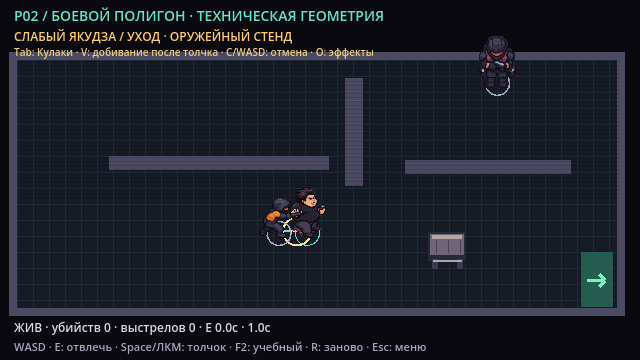 P02 / БОЕВОЙ ПОЛИГОН · ТЕХНИЧЕСКАЯ ГЕОМЕТРИЯ
СЛАБЫЙ ЯКУДЗА / УХОД · ОРУЖЕЙНЫЙ СТЕНД
Tab: Кулаки · V: добивание после толчка · C/WASD: отмена · O: эффекты
ЖИВ · убийств 0 · выстрелов 0 · E 0.0с · 1.0с
WASD · E: отвлечь · Space/ЛКМ: толчок · F2: учебный · R: заново · Esc: меню